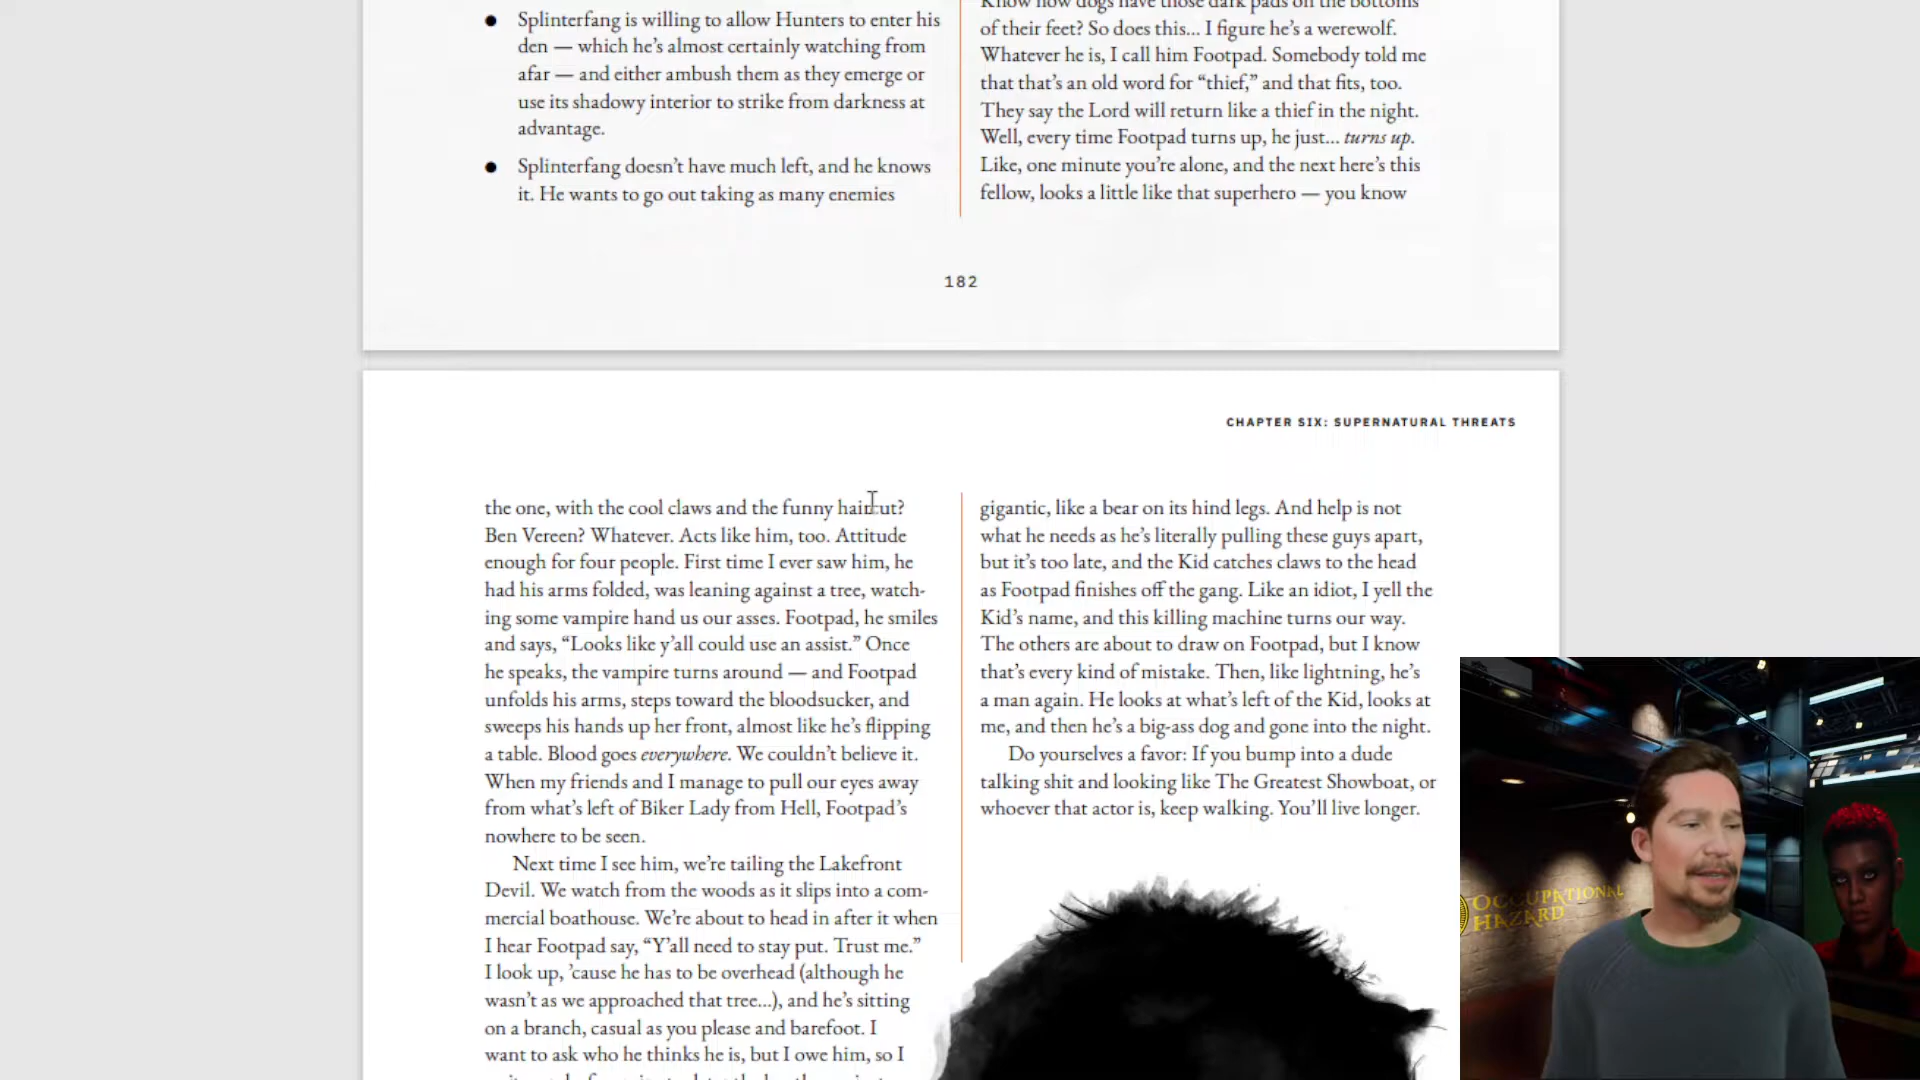 Splinterfang is willing to allow Hunters to enter his
den — which he's almost certainly watching from
afar — and either ambush them as they emerge or
use its shadowy interior to strike from darkness at
advantage.
Splinterfang doesn't have much left, and he knows
it. He wants to go out taking as many enemies
Know how dogs have those dark pads on the bottoms
of their feet? So does this... I figure he's a werewolf.
Whatever he is, I call him Footpad. Somebody told me
that that's an old word for “thief,” and that fits, too.
They say the Lord will return like a thief in the night.
Well, every time Footpad turns up, he just... turns up.
Like, one minute you're alone, and the next here's this
fellow, looks a little like that superhero — you know
182
CHAPTER SIX: SUPERNATURAL THREATS
the one, with the cool claws and the funny haircut?
Ben Vereen? Whatever. Acts like him, too. Attitude
enough for four people. First time I ever saw him, he
had his arms folded, was leaning against a tree, watch-
ing some vampire hand us our asses. Footpad, he smiles
and says, “Looks like y'all could use an assist.” Once
he speaks, the vampire turns around — and Footpad
unfolds his arms, steps toward the bloodsucker, and
sweeps his hands up her front, almost like he's flipping
a table. Blood goes everywhere. We couldn't believe it.
When my friends and I manage to pull our eyes away
from what's left of Biker Lady from Hell, Footpad's
nowhere to be seen.
Next time I see him, we're tailing the Lakefront
Devil. We watch from the woods as it slips into a com-
mercial boathouse. We're about to head in after it when
I hear Footpad say, “Y'all need to stay put. Trust me.”
I look up, 'cause he has to be overhead (although he
wasn't as we approached that tree...), and he's sitting
on a branch, casual as you please and barefoot. I
want to ask who he thinks he is, but I owe him, so I
gigantic, like a bear on its hind legs. And help is not
what he needs as he's literally pulling these guys apart,
but it's too late, and the Kid catches claws to the head
as Footpad finishes off the gang. Like an idiot, I yell the
Kid's name, and this killing machine turns our way.
The others are about to draw on Footpad, but I know
that's every kind of mistake. Then, like lightning, he's
a man again. He looks at what's left of the Kid, looks at
me, and then he's a big-ass dog and gone into the night.
Do yourselves a favor: If you bump into a dude
talking shit and looking like The Greatest Showboat, or
whoever that actor is, keep walking. You'll live longer.
OCCUPATIONAL
HAZARD